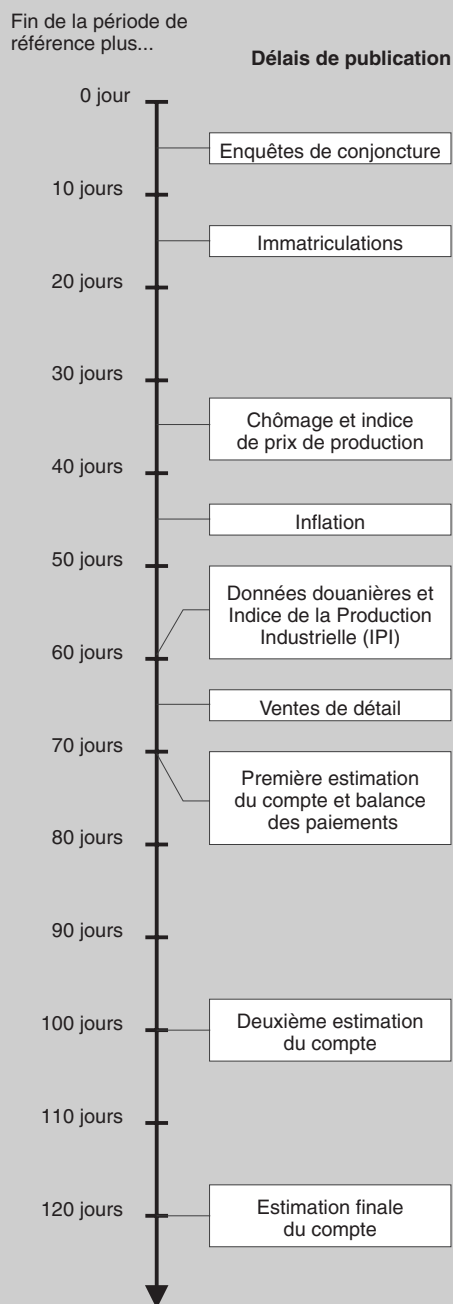 Fin de la période de
référence plus...
Délais de publication
0 jour
Enquêtes de conjoncture
10 jours
Immatriculations
20 jours
30 jours
Chômage et indice
de prix de production
40 jours
Inflation
50 jours
Données douanières et
Indice de la Production
Industrielle (IPI)
60 jours
Ventes de détail
70 jours
Première estimation
du compte et balance
des paiements
80 jours
90 jours
100 jours
Deuxième estimation
du compte
110 jours
120 jours
Estimation finale
du compte